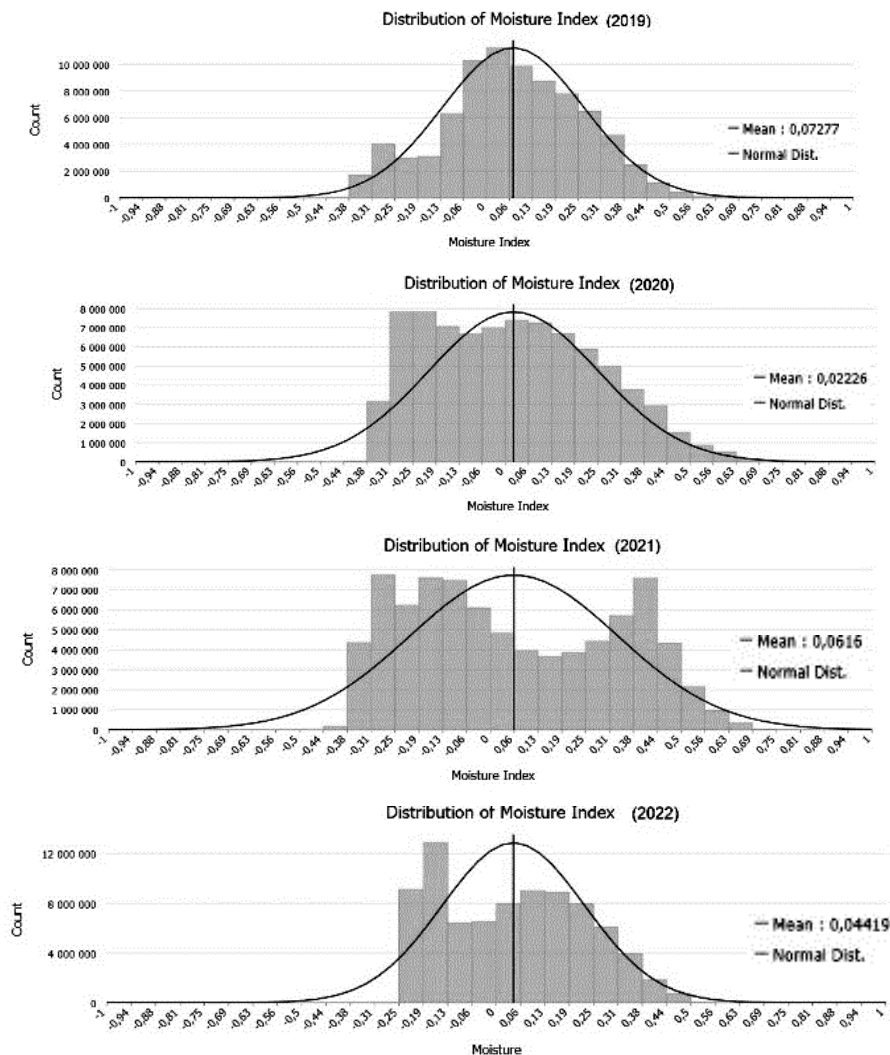 Distribution of Moisture Index (2019)
10 000 000
8 000 000
6 000 000
4 000 000
2 000 000
0
Count
Mean : 0,07277
Normal Dist.
-1 -0,94 -0,88 -0,81 -0,75 -0,69 -0,63 -0,56 -0,5 -0,44 -0,38 -0,31 -0,25 -0,19 -0,13 -0,06 0 0,06 0,13 0,19 0,25 0,31 0,38 0,44 0,5 0,56 0,63 0,69 0,75 0,81 0,88 0,94 1
Moisture Index
Distribution of Moisture Index (2020)
8 000 000
7 000 000
6 000 000
5 000 000
4 000 000
3 000 000
2 000 000
1 000 000
0
Count
Mean : 0,02226
Normal Dist.
-1 -0,94 -0,88 -0,81 -0,75 -0,69 -0,63 -0,56 -0,5 -0,44 -0,38 -0,31 -0,25 -0,19 -0,13 -0,06 0 0,06 0,13 0,19 0,25 0,31 0,38 0,44 0,5 0,56 0,63 0,69 0,75 0,81 0,88 0,94 1
Moisture Index
Distribution of Moisture Index (2021)
8 000 000
7 000 000
6 000 000
5 000 000
4 000 000
3 000 000
2 000 000
1 000 000
0
Count
Mean : 0,0616
Normal Dist.
-1 -0,94 -0,88 -0,81 -0,75 -0,69 -0,63 -0,56 -0,5 -0,44 -0,38 -0,31 -0,25 -0,19 -0,13 -0,06 0 0,06 0,13 0,19 0,25 0,31 0,38 0,44 0,5 0,56 0,63 0,69 0,75 0,81 0,88 0,94 1
Moisture Index
Distribution of Moisture Index (2022)
12 000 000
8 000 000
4 000 000
0
Count
Mean : 0,04419
Normal Dist.
-1 -0,94 -0,88 -0,81 -0,75 -0,69 -0,63 -0,56 -0,5 -0,44 -0,38 -0,31 -0,25 -0,19 -0,13 -0,06 0 0,06 0,13 0,19 0,25 0,31 0,38 0,44 0,5 0,56 0,63 0,69 0,75 0,81 0,88 0,94 1
Moisture